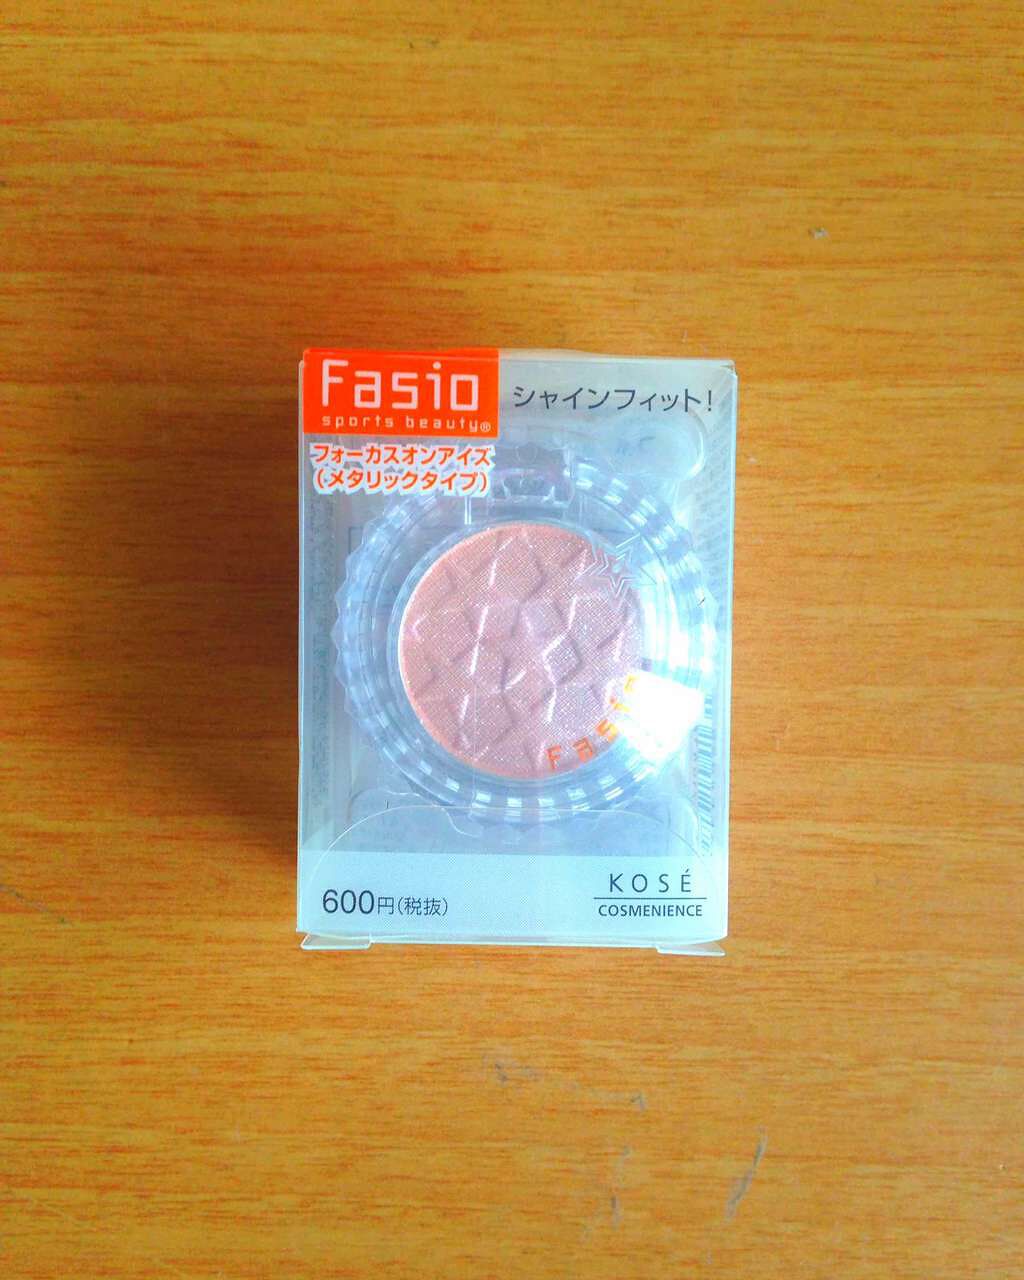 Fasio
sports beauty®
シャインフィット!
フォーカスオンアイズ
(メタリックタイプ)
Fasio
600円(税抜)
KOSÉ
COSMENIENCE